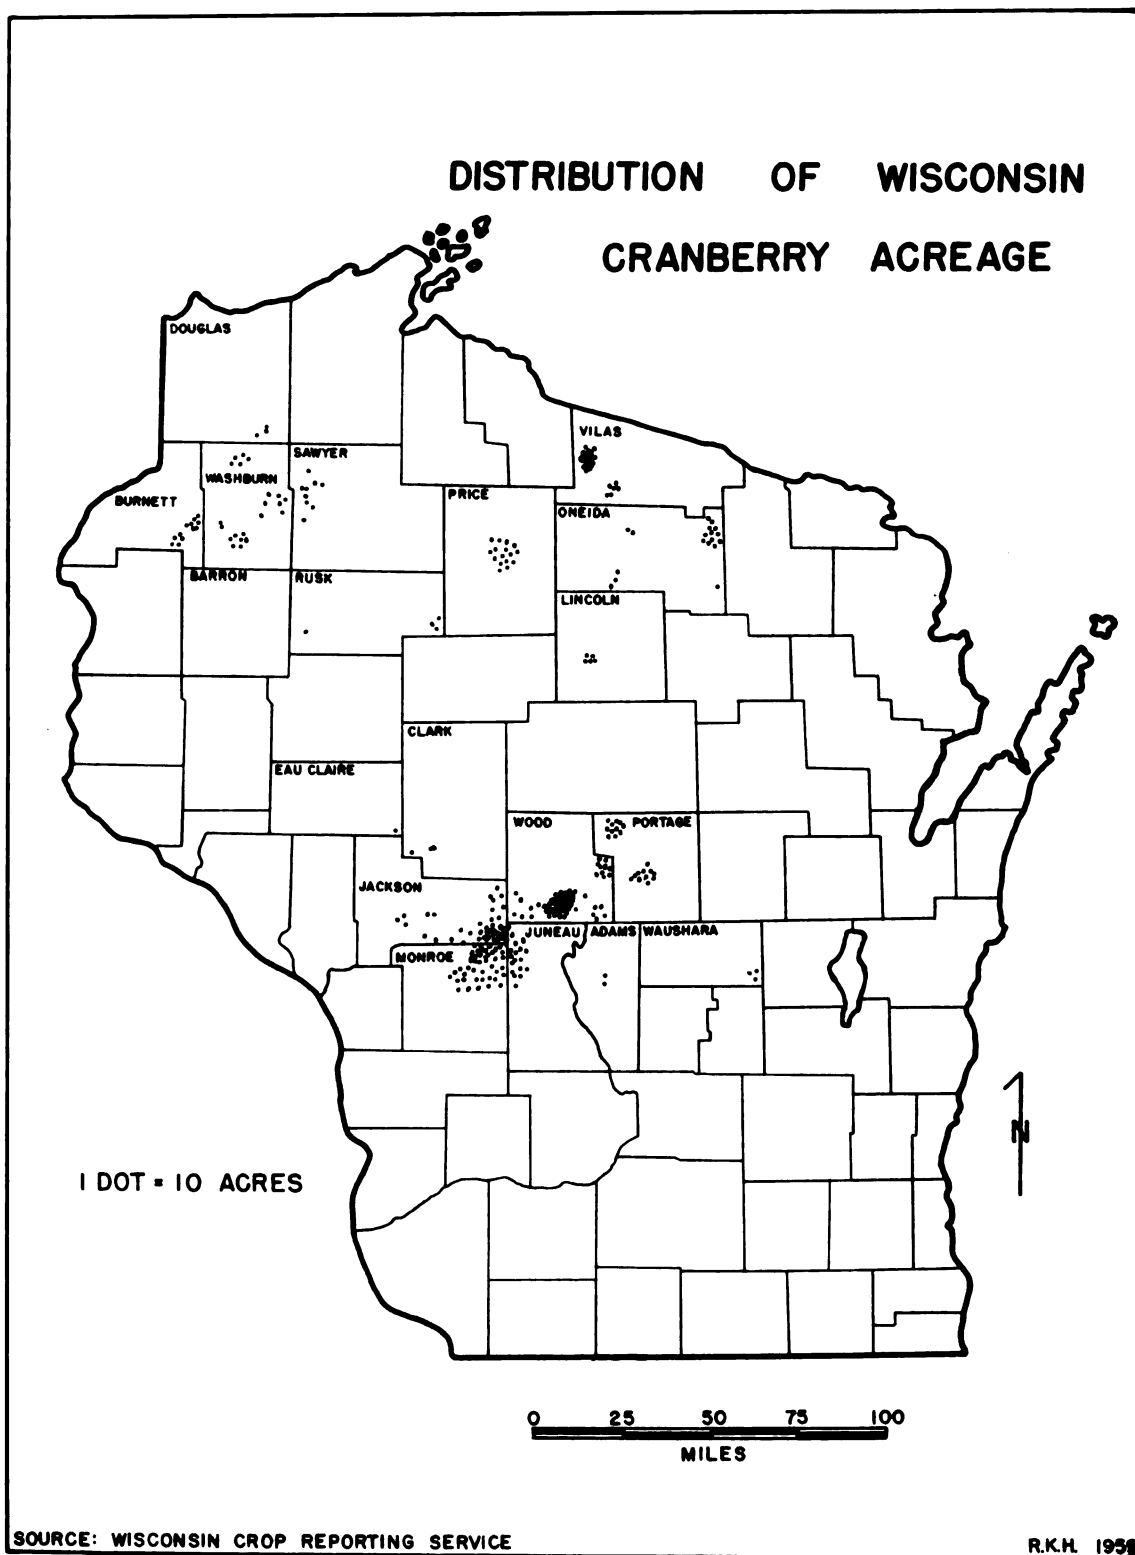 DISTRIBUTION OF WISCONSIN
CRANBERRY ACREAGE
DOUGLAS
VILAS
SAWYER
WASHBURN
BURNETT
PRICE
ONEIDA
BARRON
RUSK
LINCOLN
CLARK
EAU CLAIRE
WOOD
PORTAGE
JACKSON
JUNEAU
ADAMS
WAUSHARA
MONROE
N
1 DOT = 10 ACRES
0 25 50 75 100
MILES
SOURCE: WISCONSIN CROP REPORTING SERVICE
R.K.H.